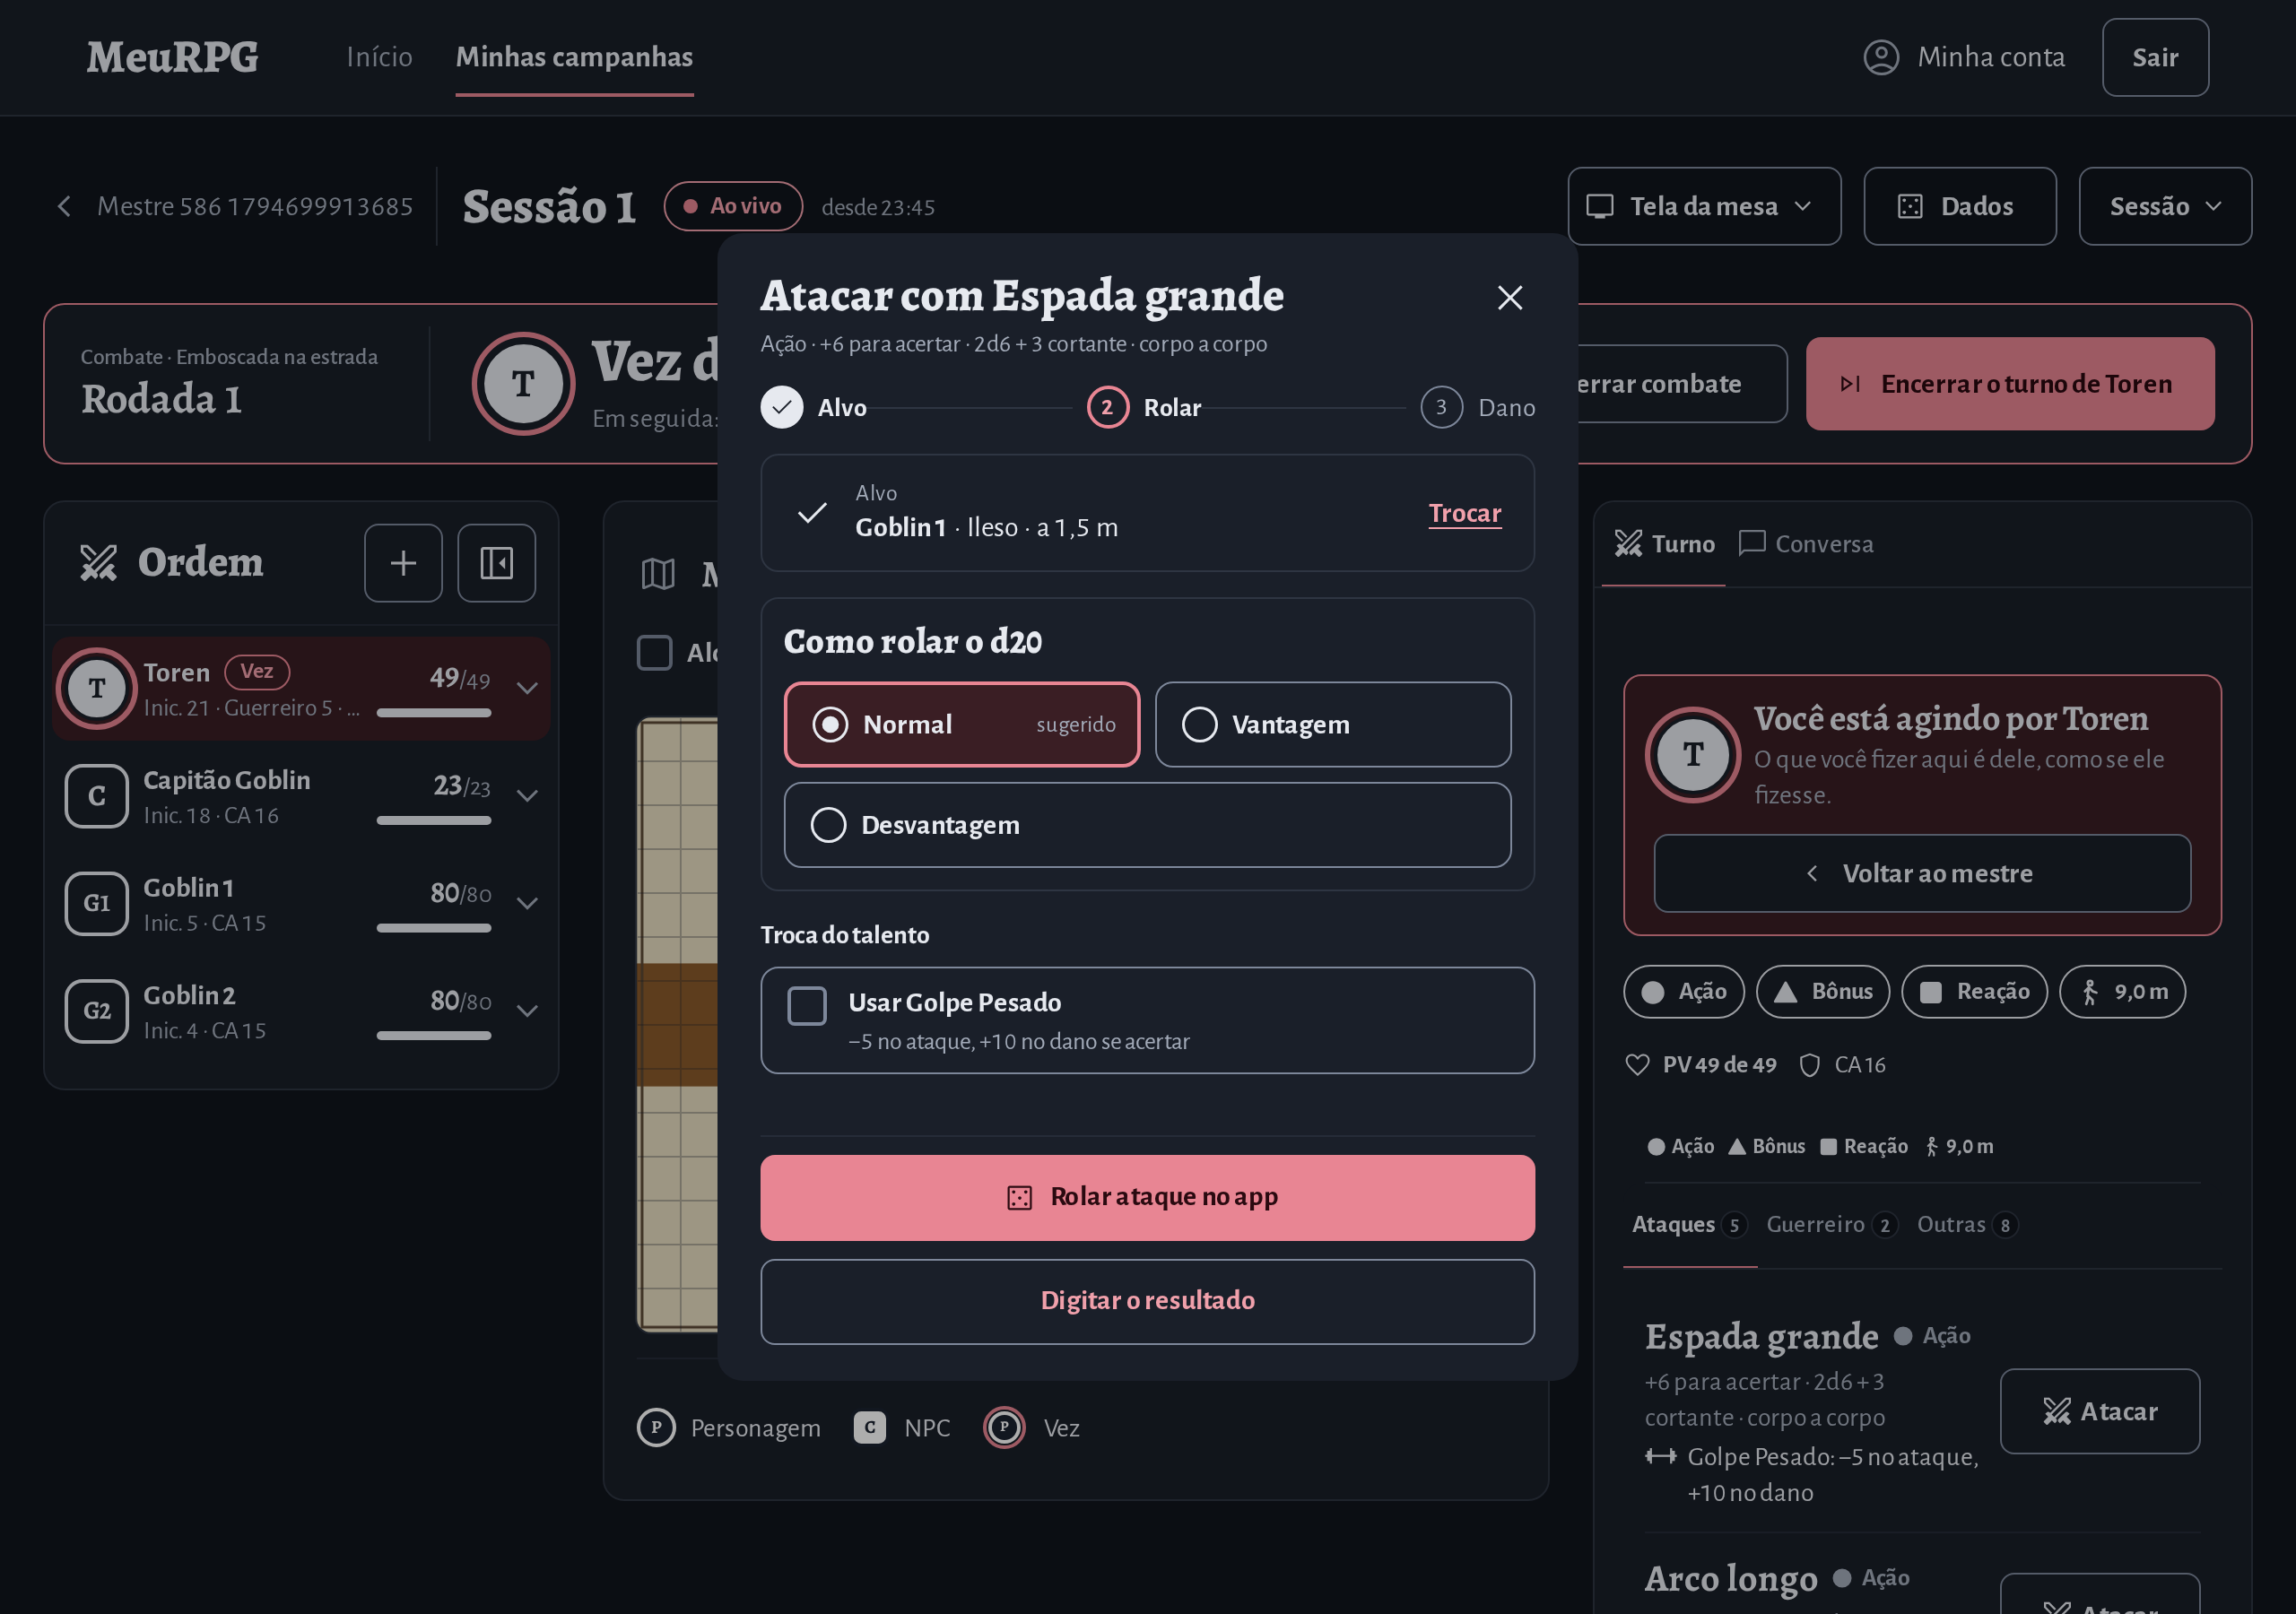 MeuRPG
Início
Minhas campanhas
Minha conta
Sair
Mestre 586 1794699913685
Sessão 1
Ao vivo
desde 23:45
Tela da mesa
Dados
Sessão
Combate · Emboscada na estrada
Rodada 1
T
Vez d
Em seguida:
errar combate
Encerrar o turno de Toren
Ordem
T
Toren
Vez
Inic. 21 · Guerreiro 5 · ...
49/49
C
Capitão Goblin
Inic. 18 · CA 16
23/23
G1
Goblin 1
Inic. 5 · CA 15
80/80
G2
Goblin 2
Inic. 4 · CA 15
80/80
P
Personagem
C
NPC
P
Vez
Atacar com Espada grande
Ação · +6 para acertar · 2d6 + 3 cortante · corpo a corpo
Alvo
2
Rolar
3
Dano
Alvo
Goblin 1 · Ileso · a 1,5 m
Trocar
Como rolar o d20
Normal
sugerido
Vantagem
Desvantagem
Troca do talento
Usar Golpe Pesado
−5 no ataque, +10 no dano se acertar
Rolar ataque no app
Digitar o resultado
Turno
Conversa
T
Você está agindo por Toren
O que você fizer aqui é dele, como se ele
fizesse.
Voltar ao mestre
Ação
Bônus
Reação
9,0 m
PV 49 de 49
CA 16
Ação
Bônus
Reação
9,0 m
Ataques 5
Guerreiro 2
Outras 8
Espada grande
Ação
+6 para acertar · 2d6 + 3
cortante · corpo a corpo
Golpe Pesado: −5 no ataque,
+10 no dano
Atacar
Arco longo
Ação
Atacar